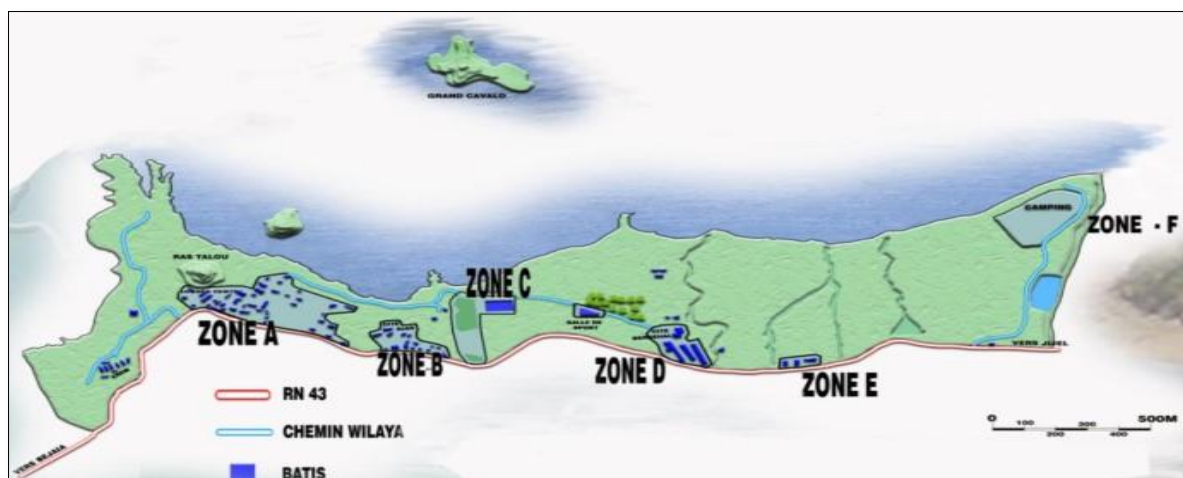 GRAND CAVALO
RAS TALOU
CAMPING
ZONE - F
ZONE C
SALLE DE
SPORT
CITE
ZONE A
ZONE B
ZONE D
ZONE E
VERS JIJEL
RN 43
CHEMIN WILAYA
BATIS
VERS BEJAIA
0 100 200 300 400 500M